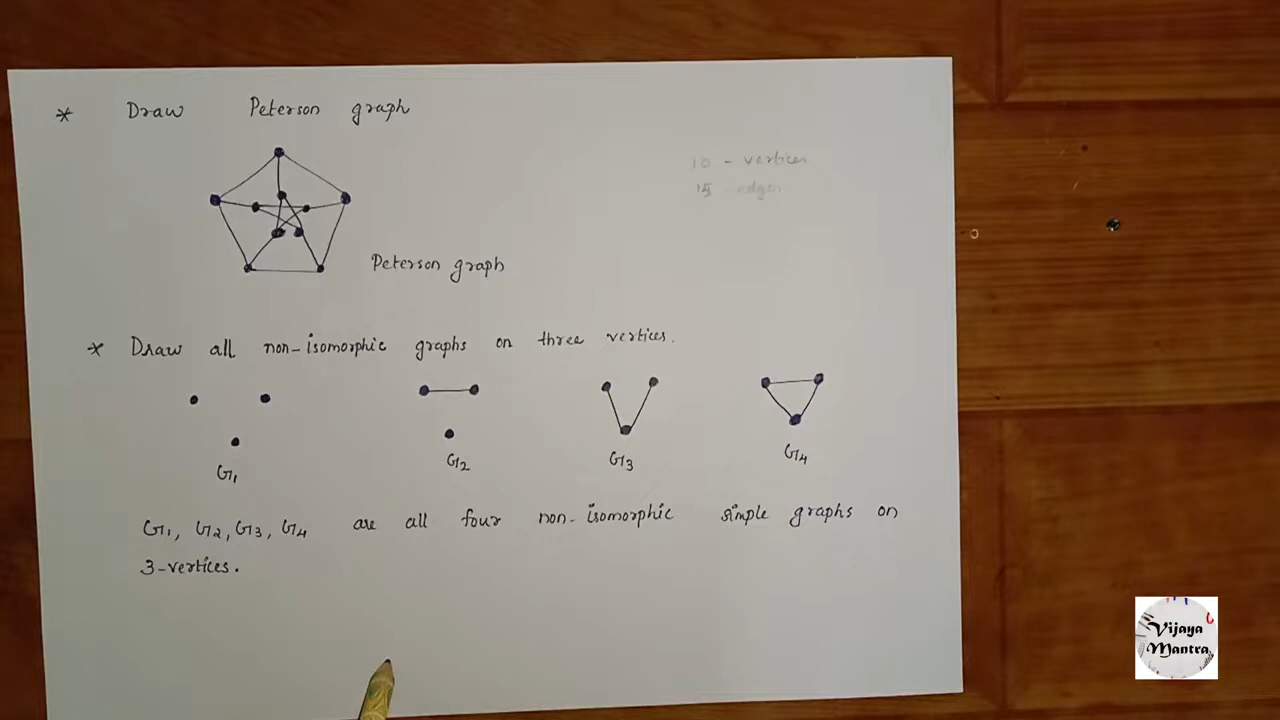 * Draw Peterson graph
10 - vertices
15 - edges
Peterson graph
* Draw all non-isomorphic graphs on three vertices.
G1 G2 G3 G4
G1, G2, G3, G4 are all four non-isomorphic simple graphs on
3-vertices.
Vijaya
Mantra